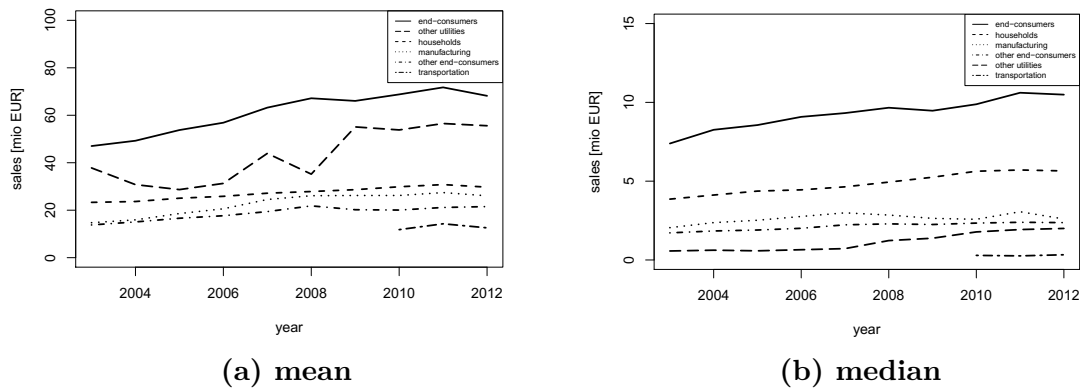 sales [mio EUR]
100
80
60
40
20
0
end-consumers
other utilities
households
manufacturing
other end-consumers
transportation
2004 2006 2008 2010 2012
year
(a) mean
sales [mio EUR]
15
10
5
0
end-consumers
households
manufacturing
other end-consumers
other utilities
transportation
2004 2006 2008 2010 2012
year
(b) median